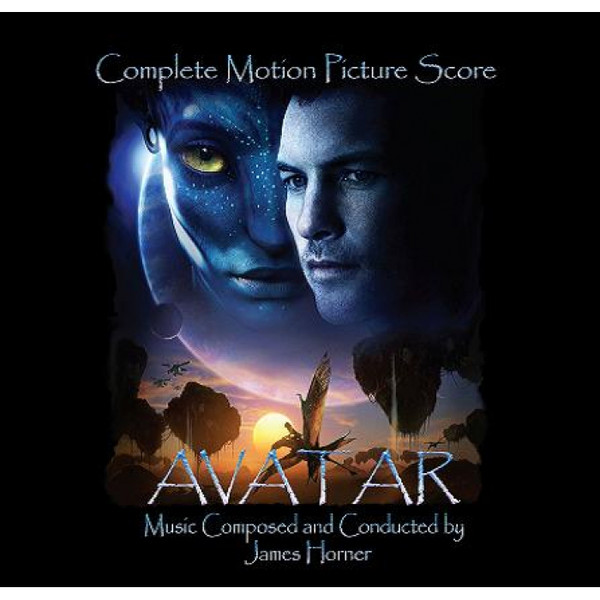 Complete Motion Picture Score
AVATAR
Music Composed and Conducted by
James Horner